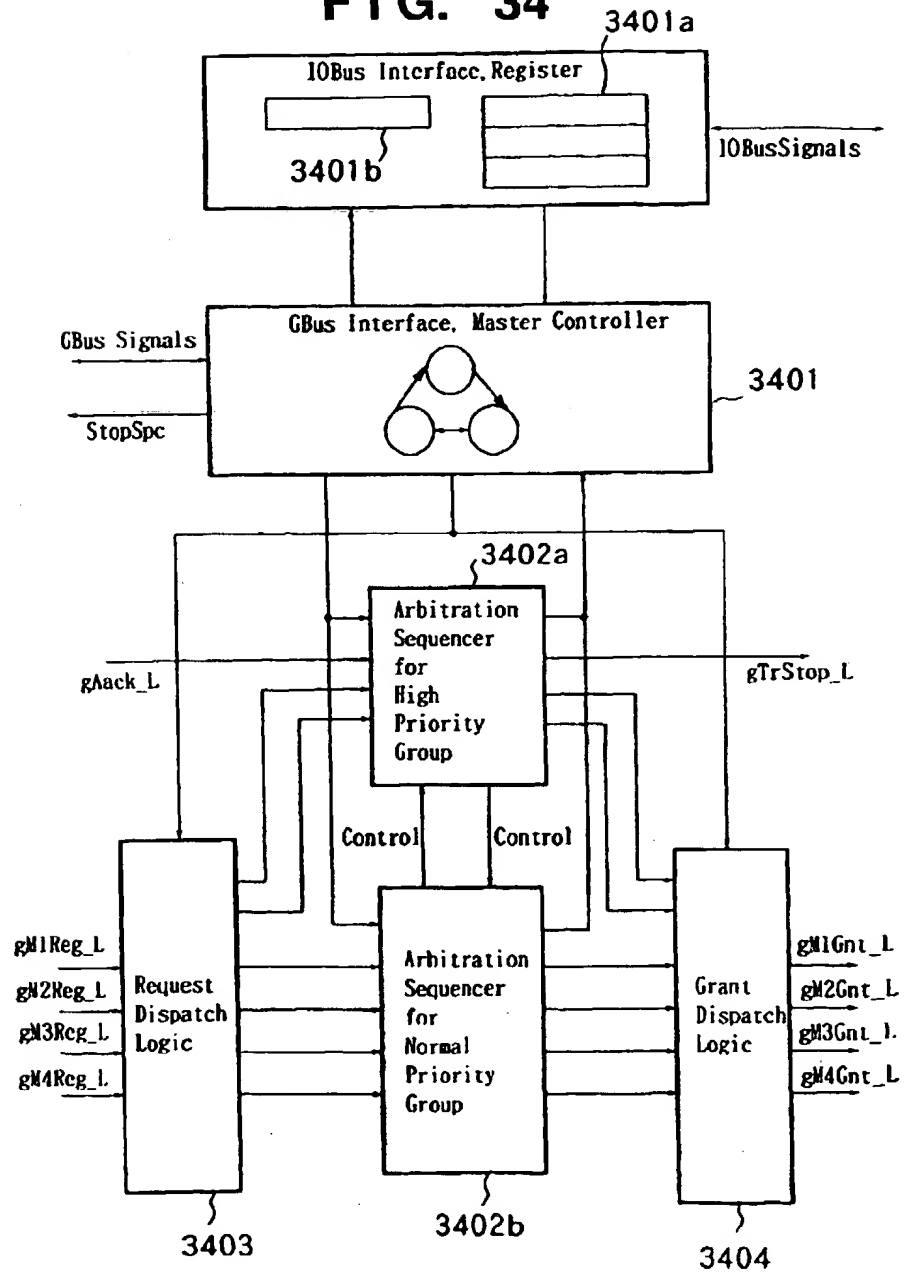 FIG. 34
3401a
IOBus Interface, Register
3401b
IOBusSignals
GBus Interface, Master Controller
GBus Signals
StopSpc
3401
3402a
Arbitration
Sequencer
for
High
Priority
Group
gAack_L
gTrStop_L
Control
Control
gM1Reg_L
gM2Reg_L
gM3Reg_L
gM4Reg_L
Request
Dispatch
Logic
Arbitration
Sequencer
for
Normal
Priority
Group
Grant
Dispatch
Logic
gM1Gnt_L
gM2Gnt_L
gM3Gnt_L
gM4Gnt_L
3403
3402b
3404